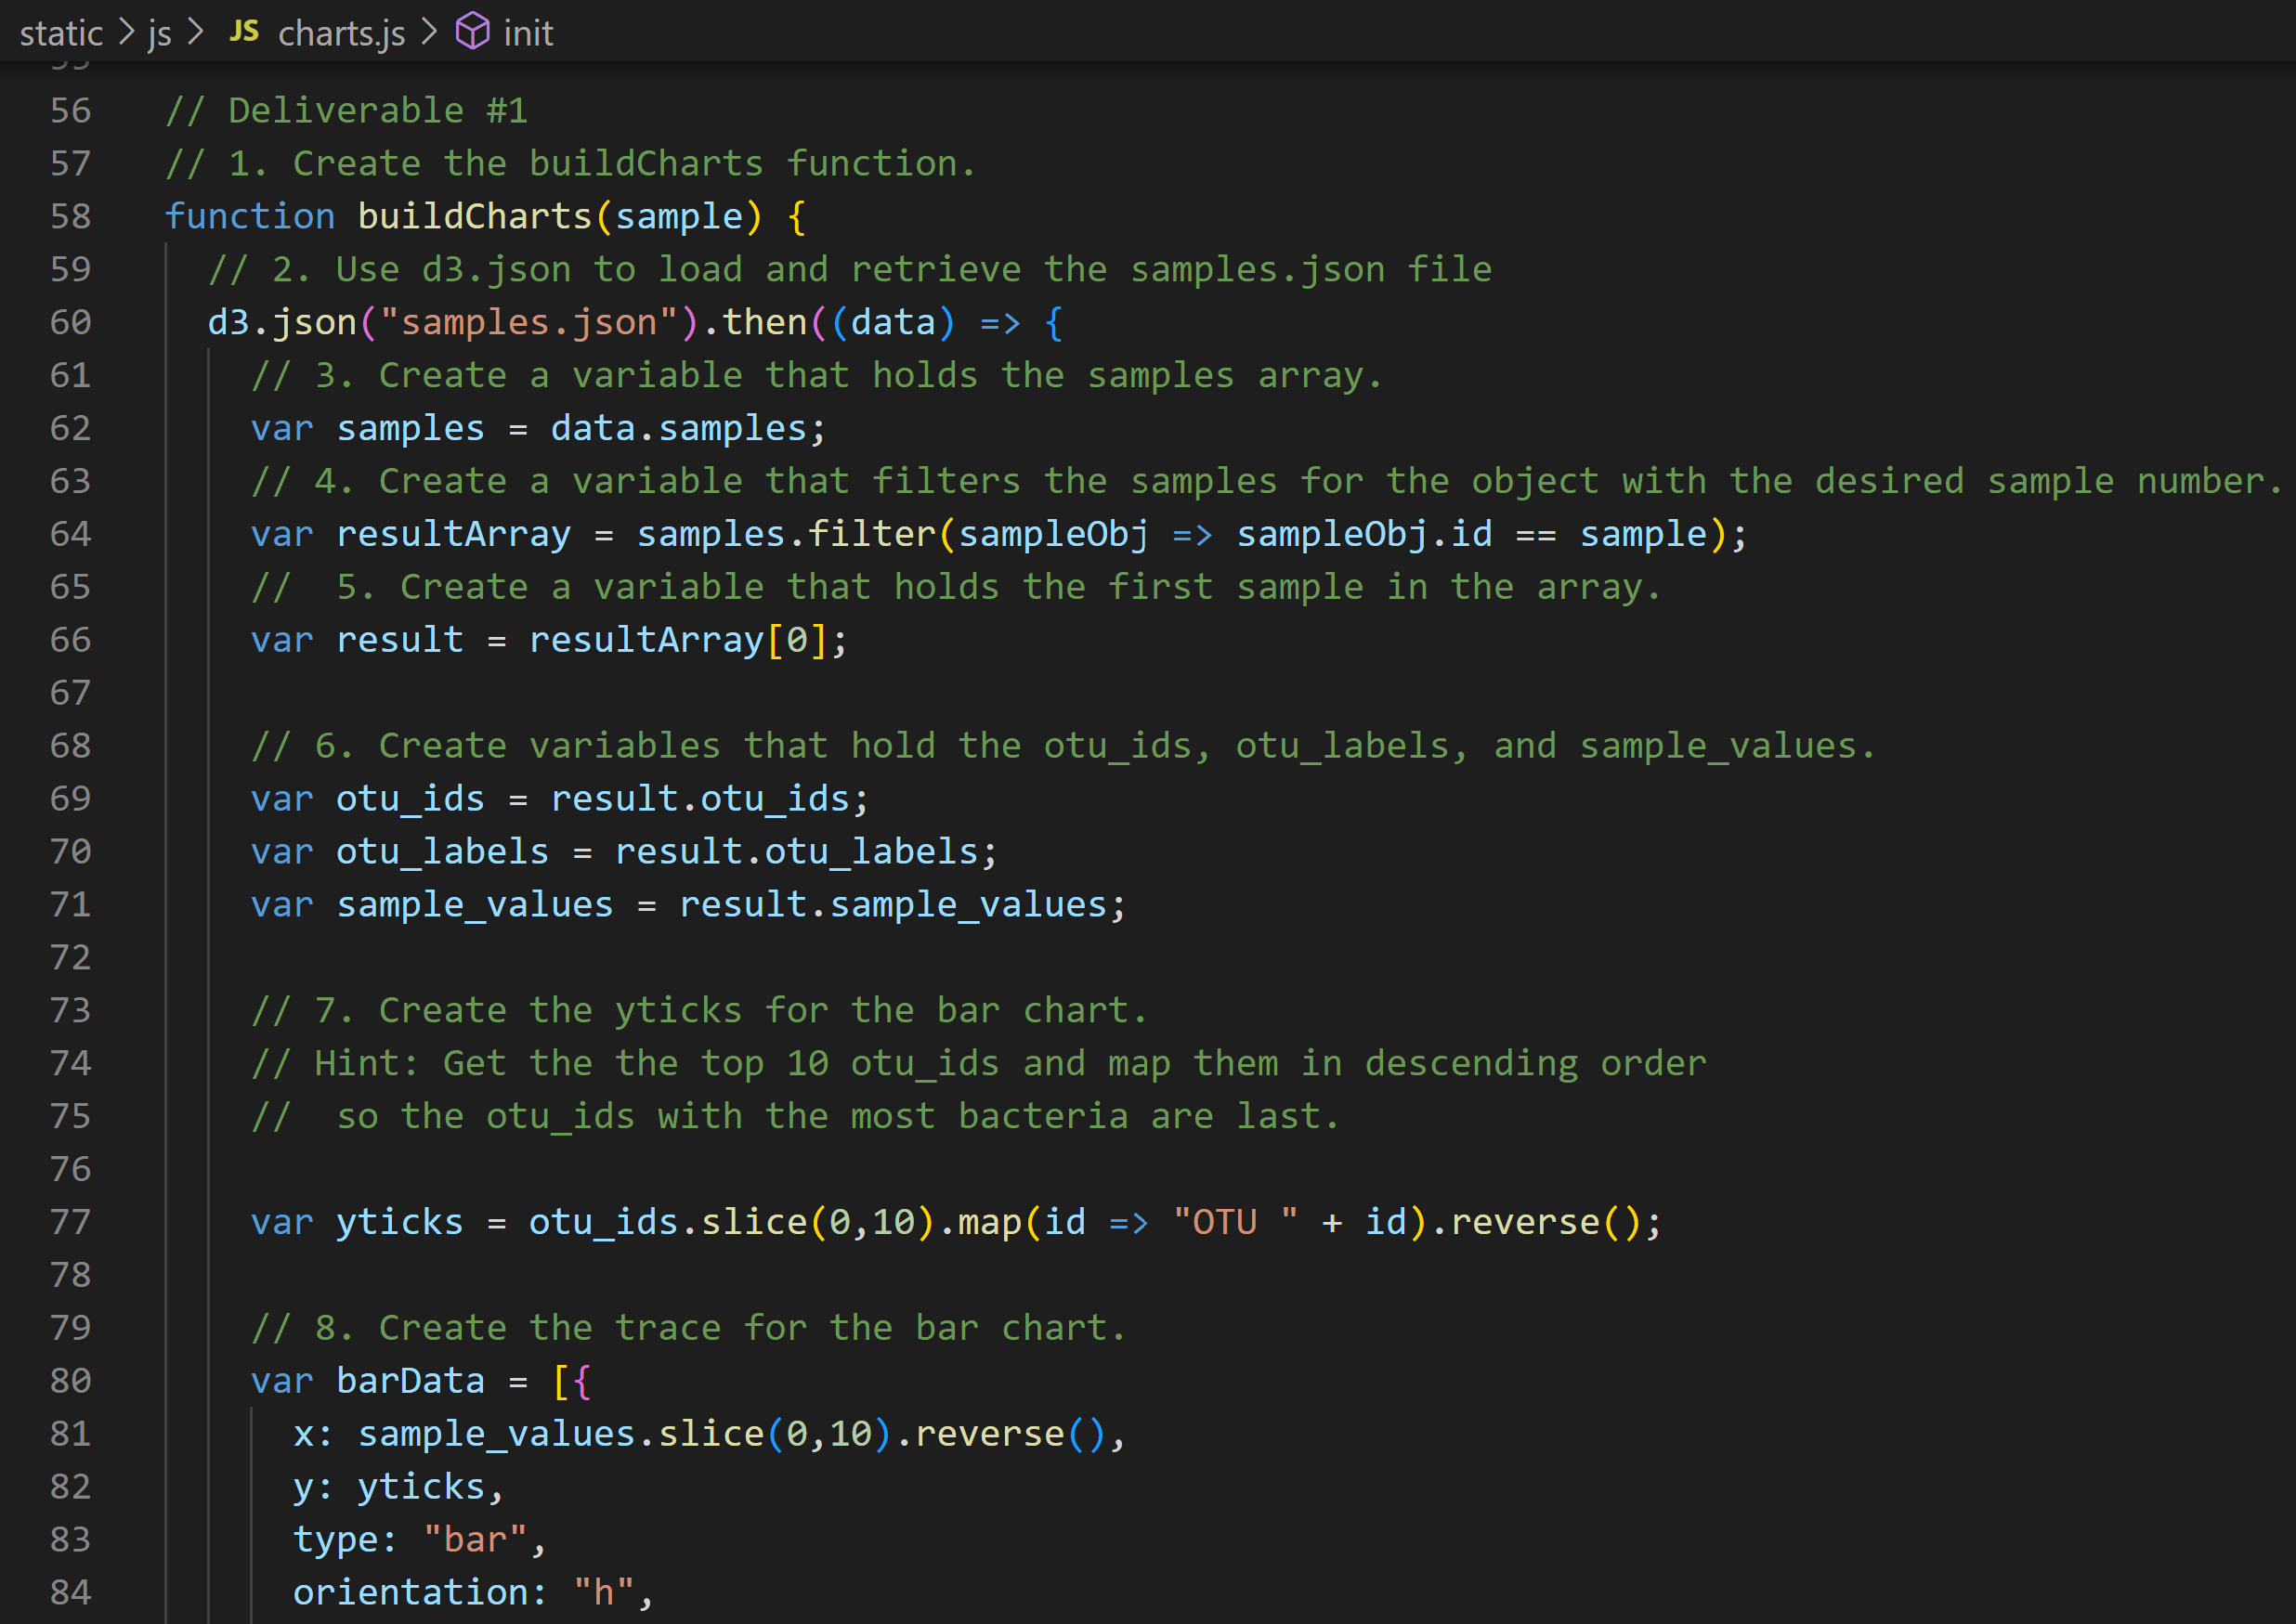 static > js > JS charts.js > init
56 // Deliverable #1
57 // 1. Create the buildCharts function.
58 function buildCharts(sample) {
59   // 2. Use d3.json to load and retrieve the samples.json file
60   d3.json("samples.json").then((data) => {
61     // 3. Create a variable that holds the samples array.
62     var samples = data.samples;
63     // 4. Create a variable that filters the samples for the object with the desired sample number.
64     var resultArray = samples.filter(sampleObj => sampleObj.id == sample);
65     //  5. Create a variable that holds the first sample in the array.
66     var result = resultArray[0];
67
68     // 6. Create variables that hold the otu_ids, otu_labels, and sample_values.
69     var otu_ids = result.otu_ids;
70     var otu_labels = result.otu_labels;
71     var sample_values = result.sample_values;
72
73     // 7. Create the yticks for the bar chart.
74     // Hint: Get the the top 10 otu_ids and map them in descending order
75     //  so the otu_ids with the most bacteria are last.
76
77     var yticks = otu_ids.slice(0,10).map(id => "OTU " + id).reverse();
78
79     // 8. Create the trace for the bar chart.
80     var barData = [{
81       x: sample_values.slice(0,10).reverse(),
82       y: yticks,
83       type: "bar",
84       orientation: "h",